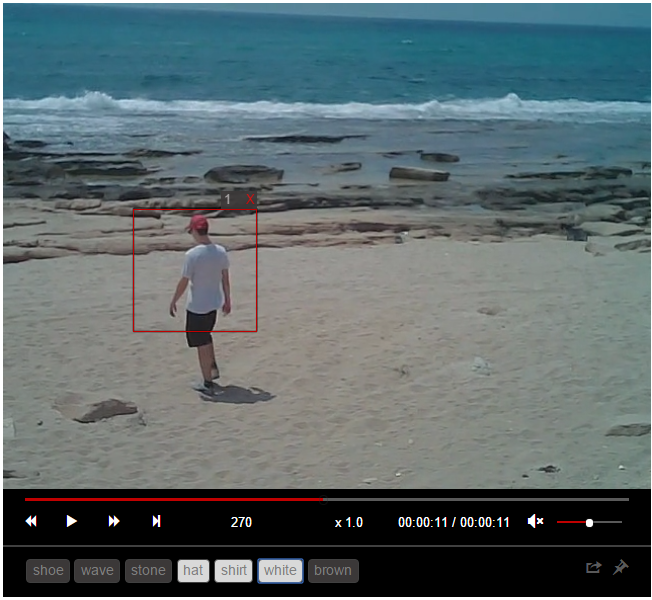 1 x
270 x 1.0 00:00:11 / 00:00:11
shoe wave stone hat shirt white brown